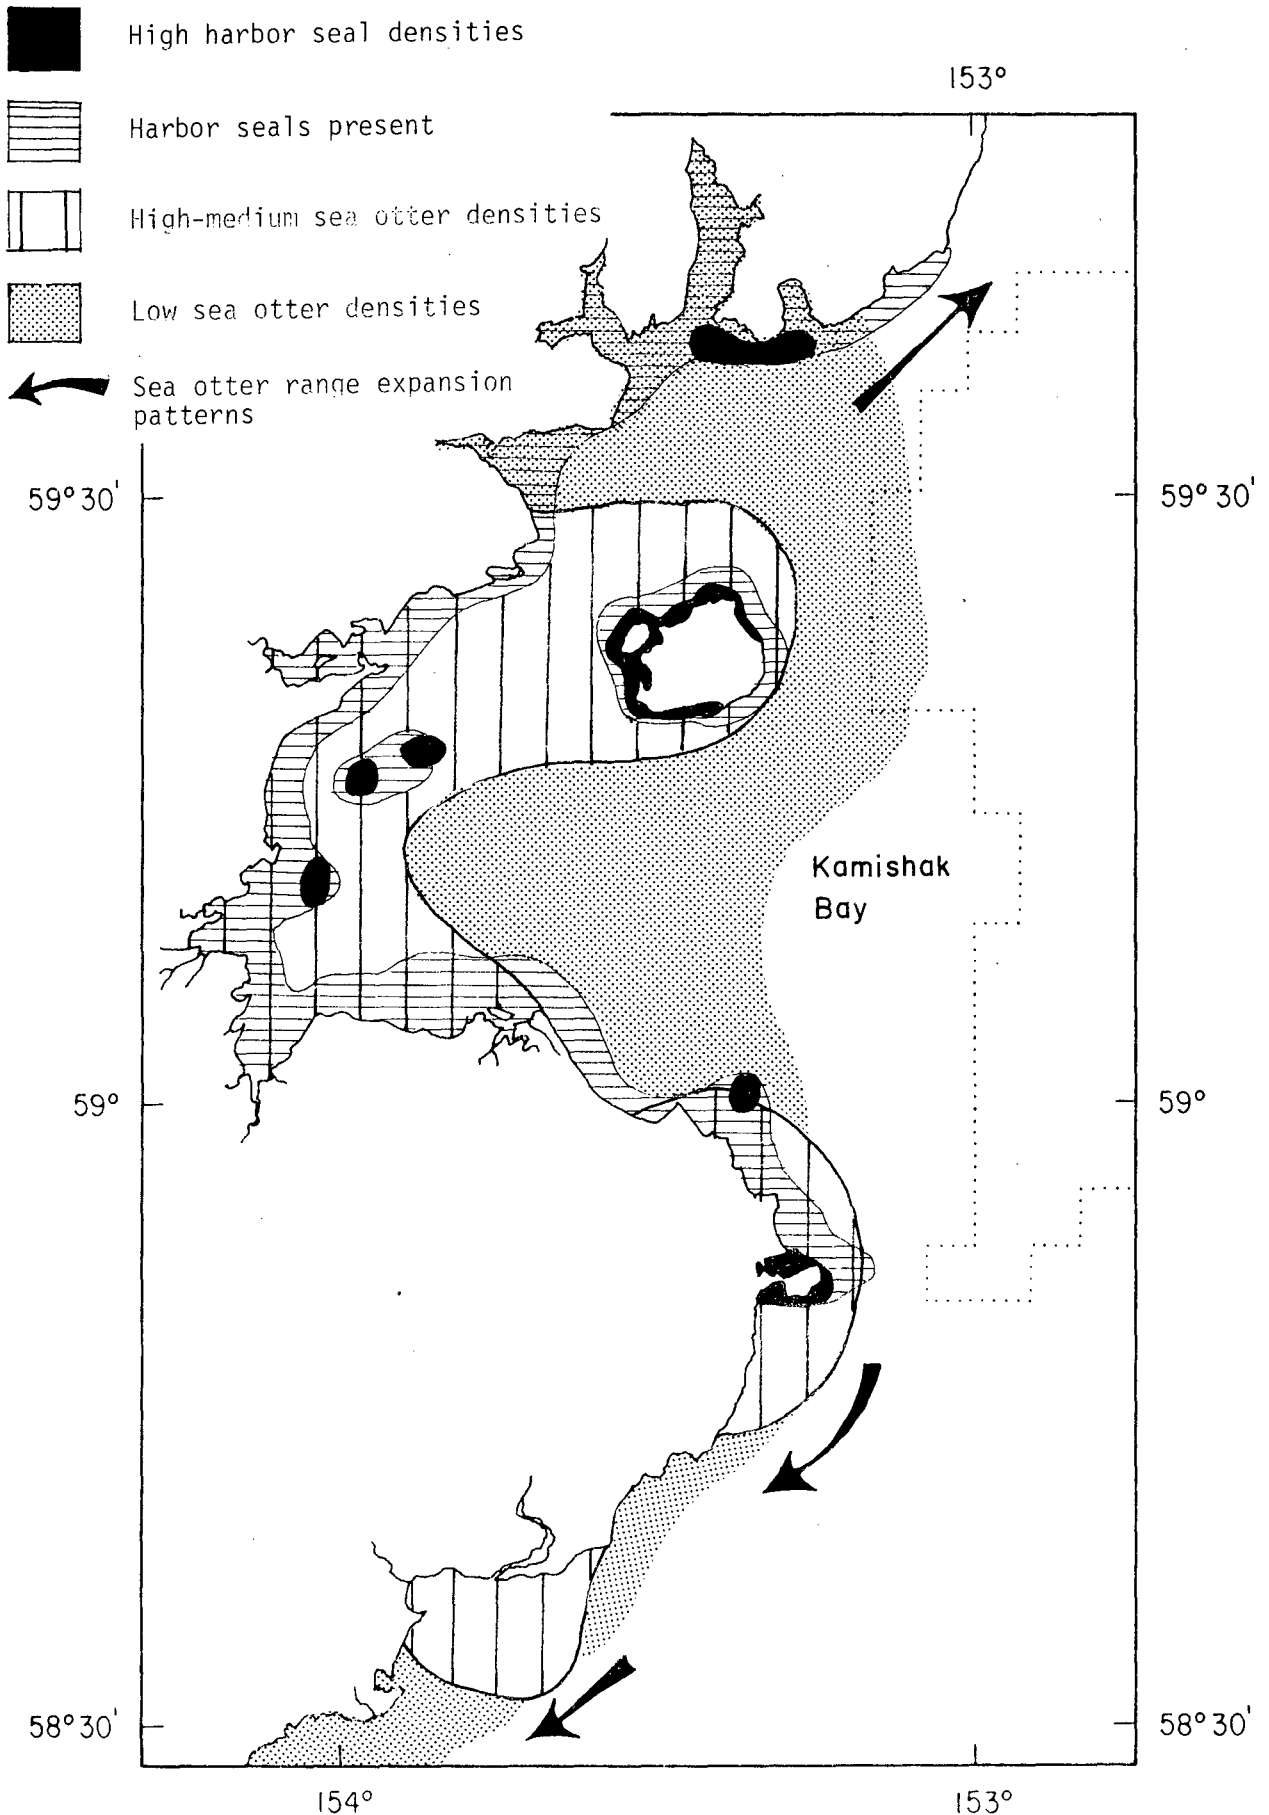 High harbor seal densities
153°
Harbor seals present
High-medium sea otter densities
Low sea otter densities
Sea otter range expansion
patterns
59°30'
59°30'
Kamishak
Bay
59°
59°
58°30'
58°30'
154°
153°